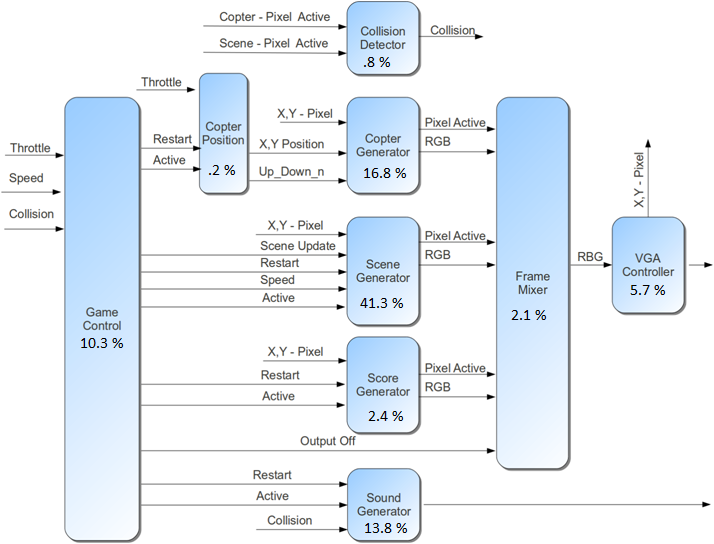 Copter - Pixel Active
Scene - Pixel Active
Collision
Detector
.8 %
Collision
Throttle
Copter
Position
.2 %
Restart
Active
X,Y - Pixel
X,Y Position
Up_Down_n
Copter
Generator
16.8 %
Pixel Active
RGB
Throttle
Speed
Collision
Game
Control
10.3 %
X,Y - Pixel
Scene Update
Restart
Speed
Active
Scene
Generator
41.3 %
Pixel Active
RGB
Frame
Mixer
2.1 %
RBG
X,Y - Pixel
VGA
Controller
5.7 %
X,Y - Pixel
Restart
Active
Score
Generator
2.4 %
Pixel Active
RGB
Output Off
Restart
Active
Collision
Sound
Generator
13.8 %